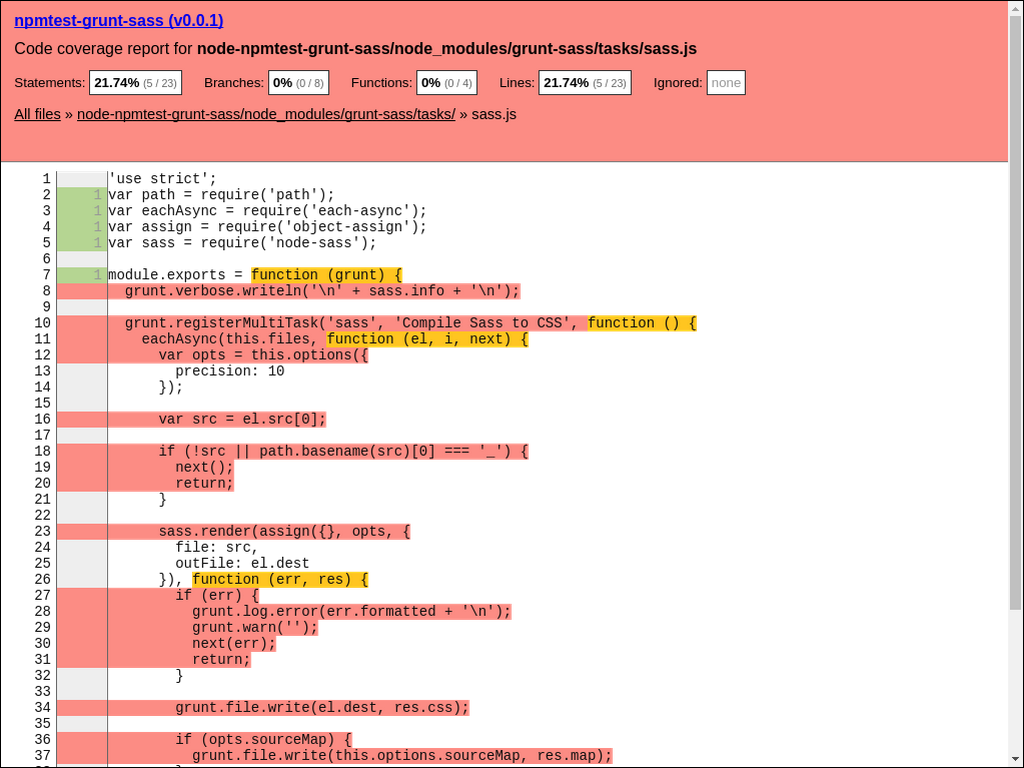 npmtest-grunt-sass (v0.0.1)
Code coverage report for node-npmtest-grunt-sass/node_modules/grunt-sass/tasks/sass.js
Statements: 21.74% (5 / 23) Branches: 0% (0 / 8) Functions: 0% (0 / 4) Lines: 21.74% (5 / 23) Ignored: none
All files » node-npmtest-grunt-sass/node_modules/grunt-sass/tasks/ » sass.js
1 'use strict';
2 1 var path = require('path');
3 1 var eachAsync = require('each-async');
4 1 var assign = require('object-assign');
5 1 var sass = require('node-sass');
6
7 1 module.exports = function (grunt) {
8 grunt.verbose.writeln('\n' + sass.info + '\n');
9
10 grunt.registerMultiTask('sass', 'Compile Sass to CSS', function () {
11 eachAsync(this.files, function (el, i, next) {
12 var opts = this.options({
13 precision: 10
14 });
15
16 var src = el.src[0];
17
18 if (!src || path.basename(src)[0] === '_') {
19 next();
20 return;
21 }
22
23 sass.render(assign({}, opts, {
24 file: src,
25 outFile: el.dest
26 }), function (err, res) {
27 if (err) {
28 grunt.log.error(err.formatted + '\n');
29 grunt.warn('');
30 next(err);
31 return;
32 }
33
34 grunt.file.write(el.dest, res.css);
35
36 if (opts.sourceMap) {
37 grunt.file.write(this.options.sourceMap, res.map);